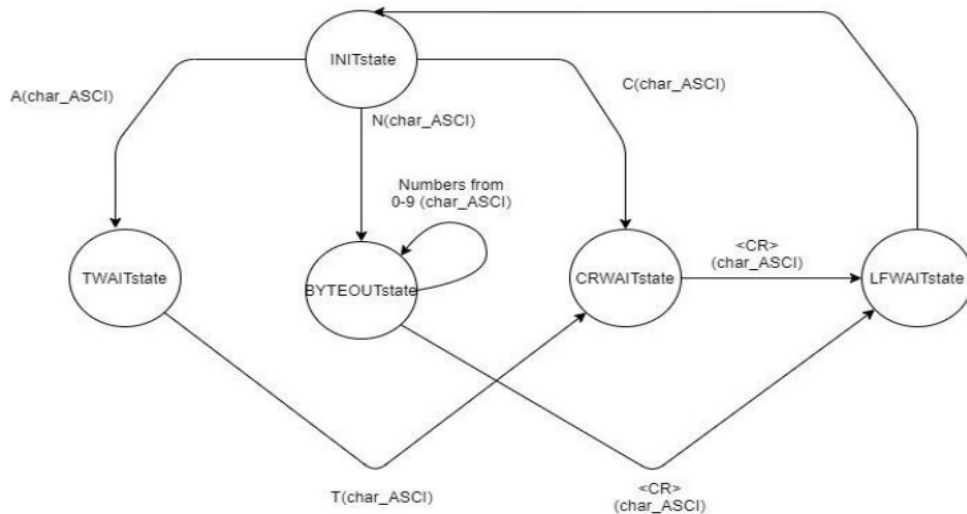 INITstate
A(char_ASCI)
C(char_ASCI)
N(char_ASCI)
Numbers from
0-9 (char_ASCI)
<CR>
(char_ASCI)
TWAITstate
BYTEOUTstate
CRWAITstate
LFWAITstate
T(char_ASCI)
<CR>
(char_ASCI)